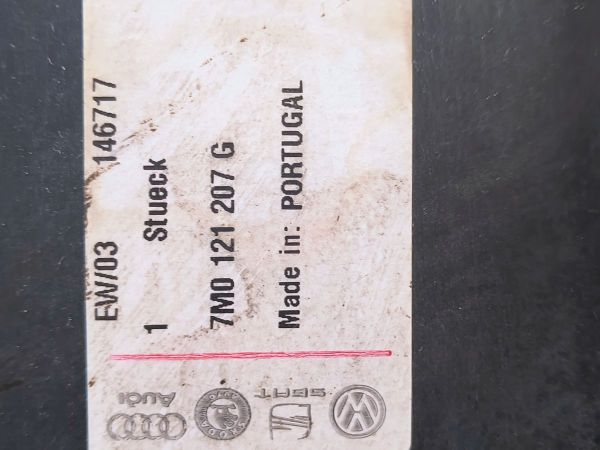 EW/03 146717
1 Stueck
7M0 121 207 G
Made in: PORTUGAL
AUDI
SKODA
SEAT